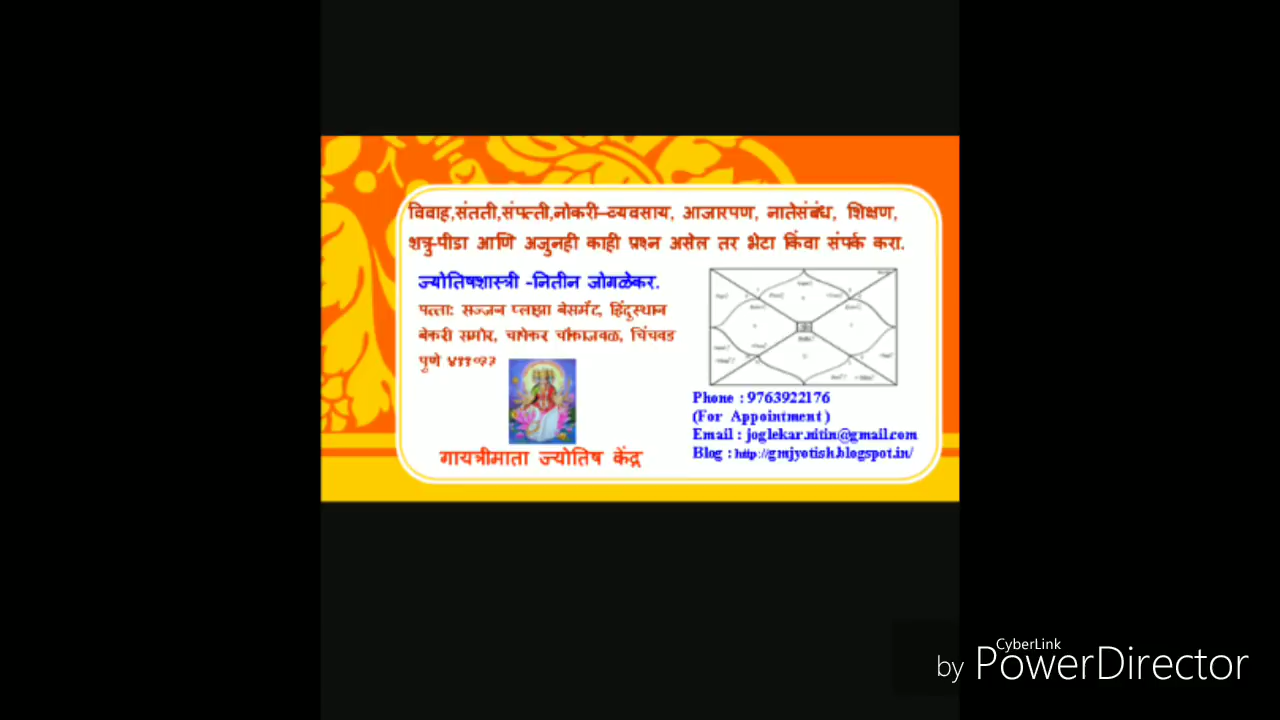 विवाह,संतती,संपत्ती,नोकरी-व्यवसाय, आजारपण, नातेसंबंध, शिक्षण,
शत्रु-पीडा आणि अजुनही काही प्रश्न असेल तर भेटा किंवा संपर्क करा.
ज्योतिषशास्त्री -नितीन जोगळेकर.
पत्ता: सज्जन प्लाझा बेसमेंट, हिंदुस्थान
बेकरी समोर, चापेकर चौकाजवळ, चिंचवड
पुणे ४११०३३
गायत्रीमाता ज्योतिष केंद्र
Phone : 9763922176
(For Appointment )
Email : joglekar.nitin@gmail.com
Blog : http://gmjyotish.blogspot.in/
CyberLink
by PowerDirector